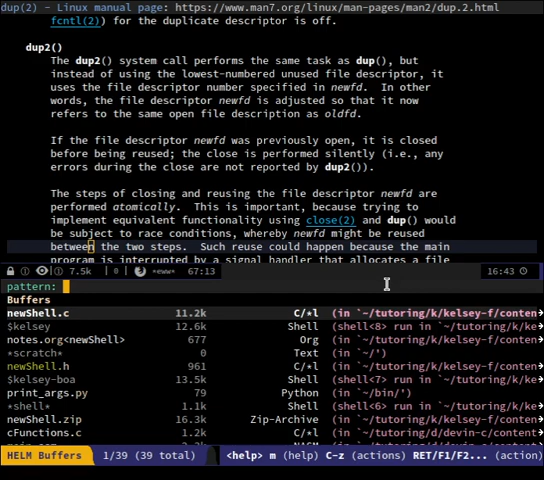 dup(2) - Linux manual page: https://www.man7.org/linux/man-pages/man2/dup.2.html
fcntl(2)) for the duplicate descriptor is off.
dup2()
The dup2() system call performs the same task as dup(), but
instead of using the lowest-numbered unused file descriptor, it
uses the file descriptor number specified in newfd.  In other
words, the file descriptor newfd is adjusted so that it now
refers to the same open file description as oldfd.
If the file descriptor newfd was previously open, it is closed
before being reused; the close is performed silently (i.e., any
errors during the close are not reported by dup2()).
The steps of closing and reusing the file descriptor newfd are
performed atomically.  This is important, because trying to
implement equivalent functionality using close(2) and dup() would
be subject to race conditions, whereby newfd might be reused
between the two steps.  Such reuse could happen because the main
program is interrupted by a signal handler that allocates a file
7.5k | 0 | *eww* 67:13 16:43
pattern:
Buffers
newShell.c 11.2k C/*l (in `~/tutoring/k/kelsey-f/conten
$kelsey 12.6k Shell (shell<8> run in `~/tutoring/k/ke
notes.org<newShell> 677 Org (in `~/tutoring/k/kelsey-f/conten
*scratch* 0 Text (in `~/')
newShell.h 961 C/*l (in `~/tutoring/k/kelsey-f/conten
$kelsey-boa 13.5k Shell (shell<7> run in `~/tutoring/k/ke
print_args.py 79 Python (in `~/bin/')
*shell* 1.1k Shell (shell<6> run in `~/tutoring/k/ke
newShell.zip 16.3k Zip-Archive (in `~/tutoring/k/kelsey-f/conten
cFunctions.c 1.2k C/*l (in `~/tutoring/d/devin-c/content
HELM Buffers 1/39 (39 total) <help> m (help) C-z (actions) RET/F1/F2... (action)